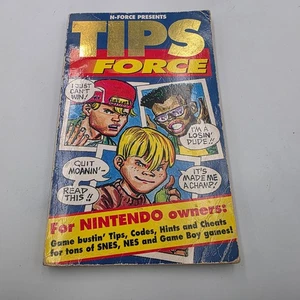 N-FORCE PRESENTS
TIPS
FORCE
I JUST
CAN'T
WIN!
I'M A
LOSIN'
DUDE!!
QUIT
MOANIN'-
READ
THIS!!
IT'S
MADE ME
A CHAMP!
For NINTENDO owners:
Game bustin' Tips, Codes, Hints and Cheats
for tons of SNES, NES and Game Boy games!